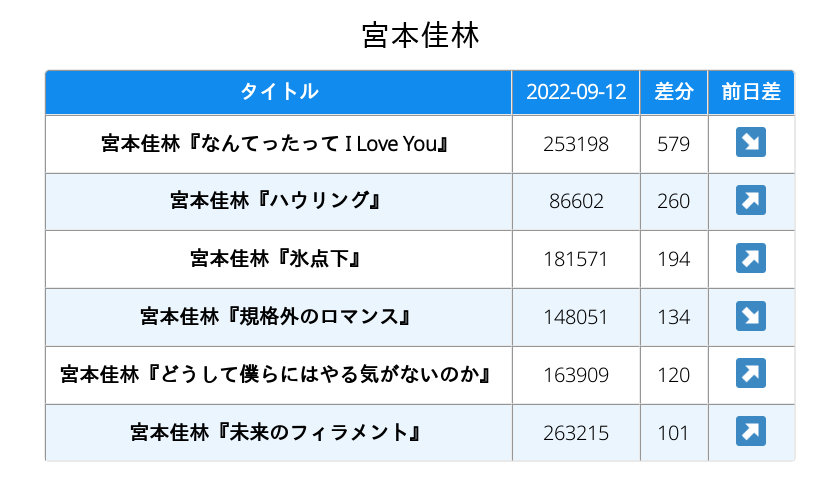 宮本佳林
タイトル 2022-09-12 差分 前日差
宮本佳林『なんてったって I Love You』 253198 579 ↘
宮本佳林『ハウリング』 86602 260 ↗
宮本佳林『氷点下』 181571 194 ↗
宮本佳林『規格外のロマンス』 148051 134 ↘
宮本佳林『どうして僕らにはやる気がないのか』 163909 120 ↗
宮本佳林『未来のフィラメント』 263215 101 ↗